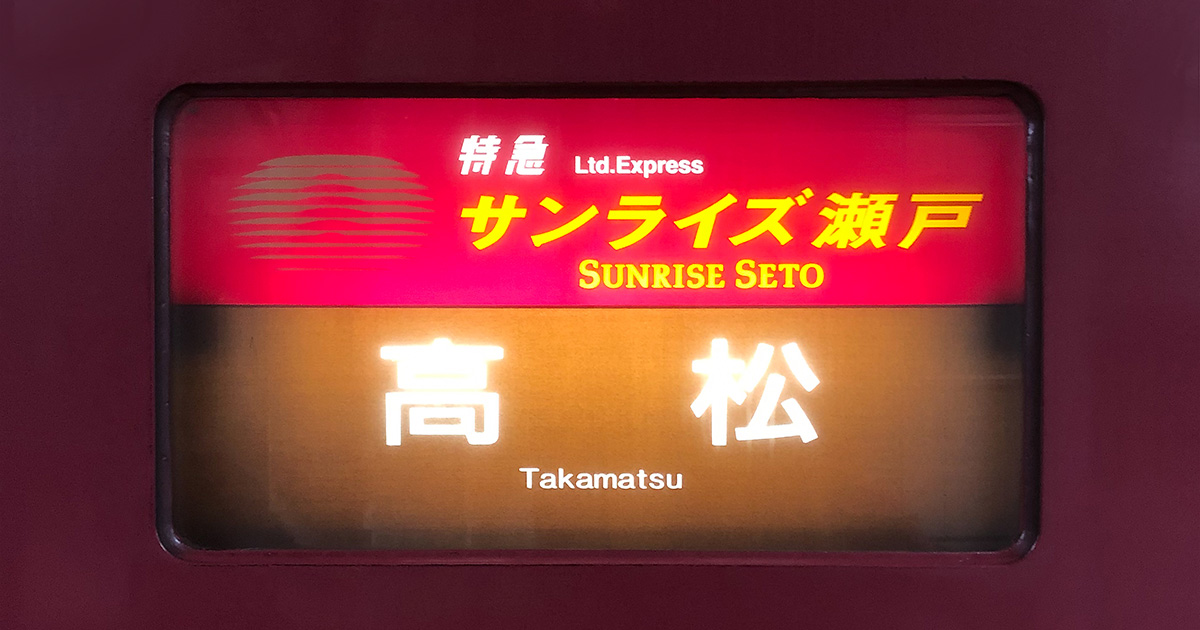 特急 Ltd.Express
サンライズ瀬戸
SUNRISE SETO
高松
Takamatsu